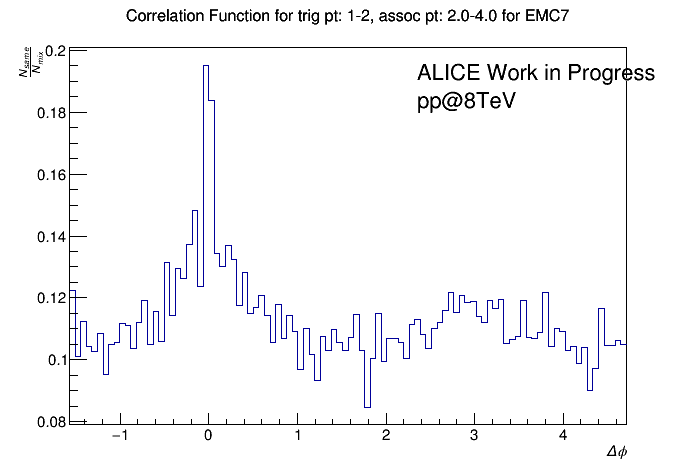 Correlation Function for trig pt: 1-2, assoc pt: 2.0-4.0 for EMC7
N_same
N_mix
0.2
ALICE Work in Progress
pp@8TeV
0.18
0.16
0.14
0.12
0.1
0.08
−1 0 1 2 3 4
Δϕ